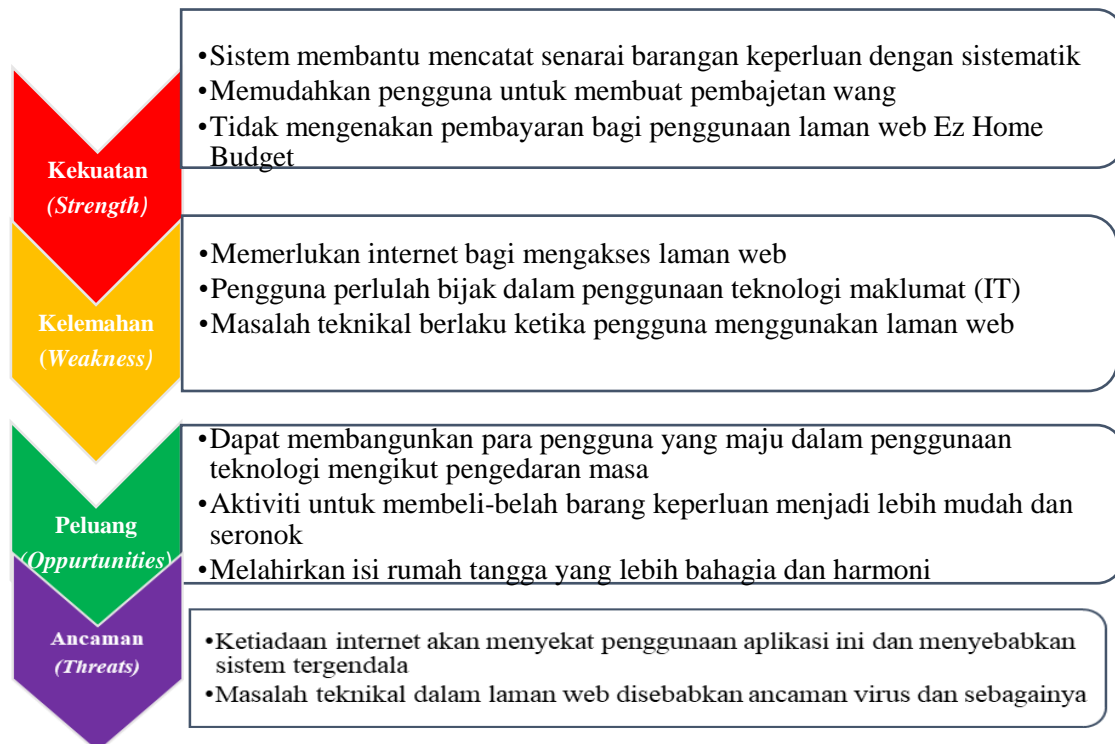 •Sistem membantu mencatat senarai barangan keperluan dengan sistematik
•Memudahkan pengguna untuk membuat pembajetan wang
•Tidak mengenakan pembayaran bagi penggunaan laman web Ez Home
Budget
Kekuatan
(Strength)
•Memerlukan internet bagi mengakses laman web
•Pengguna perlulah bijak dalam penggunaan teknologi maklumat (IT)
•Masalah teknikal berlaku ketika pengguna menggunakan laman web
Kelemahan
(Weakness)
•Dapat membangunkan para pengguna yang maju dalam penggunaan
teknologi mengikut pengedaran masa
•Aktiviti untuk membeli-belah barang keperluan menjadi lebih mudah dan
seronok
•Melahirkan isi rumah tangga yang lebih bahagia dan harmoni
Peluang
(Oppurtunities)
•Ketiadaan internet akan menyekat penggunaan aplikasi ini dan menyebabkan
sistem tergendala
•Masalah teknikal dalam laman web disebabkan ancaman virus dan sebagainya
Ancaman
(Threats)